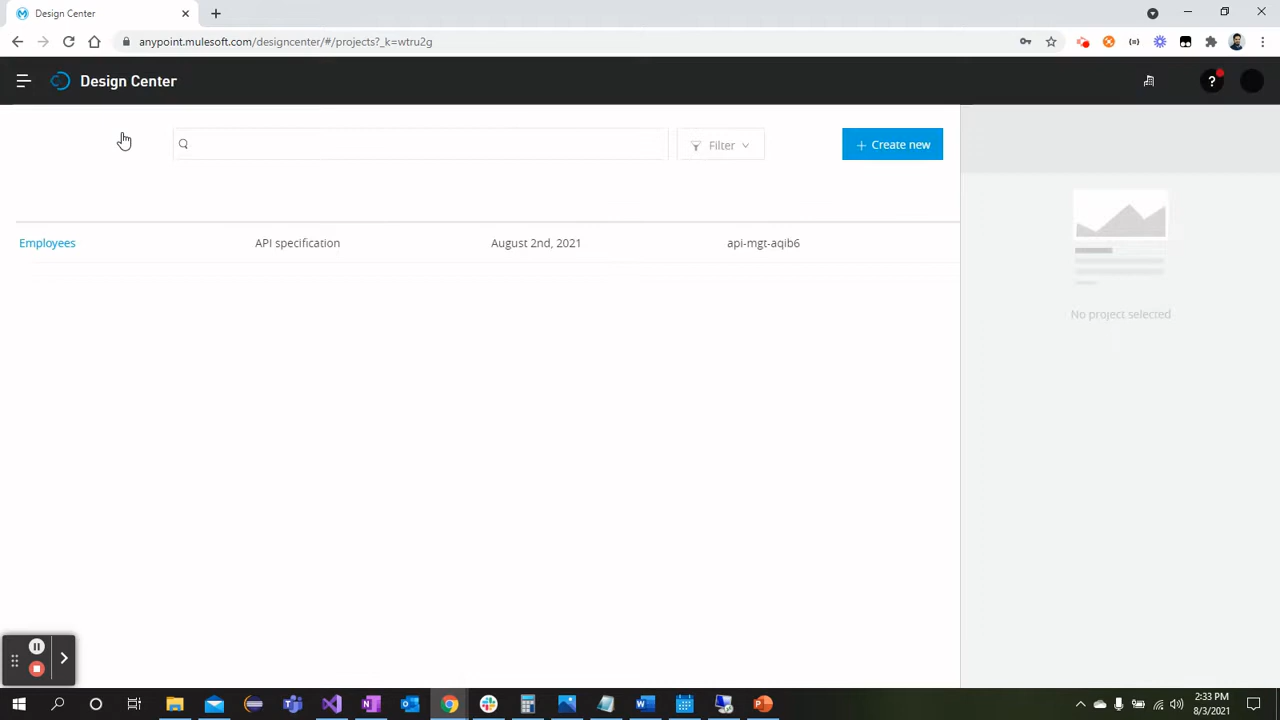 Design Center
anypoint.mulesoft.com/designcenter/#/projects?_k=wtru2g
Design Center
?
Filter
+ Create new
Employees API specification August 2nd, 2021 api-mgt-aqib6
No project selected
2:33 PM
8/3/2021